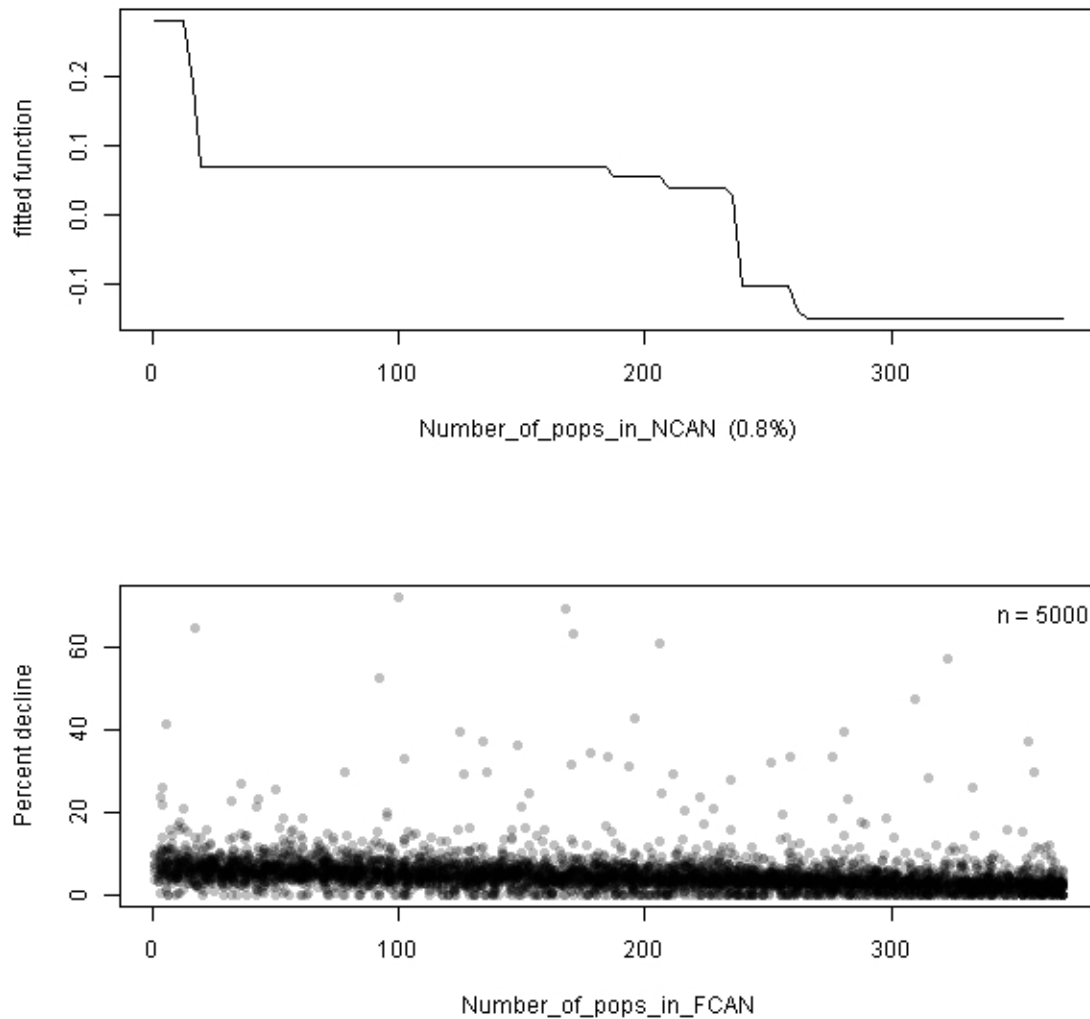 fitted function
0.2
0.1
0.0
-0.1
0 100 200 300
Number_of_pops_in_NCAN (0.8%)
n = 5000
Percent decline
60
40
20
0
0 100 200 300
Number_of_pops_in_FCAN